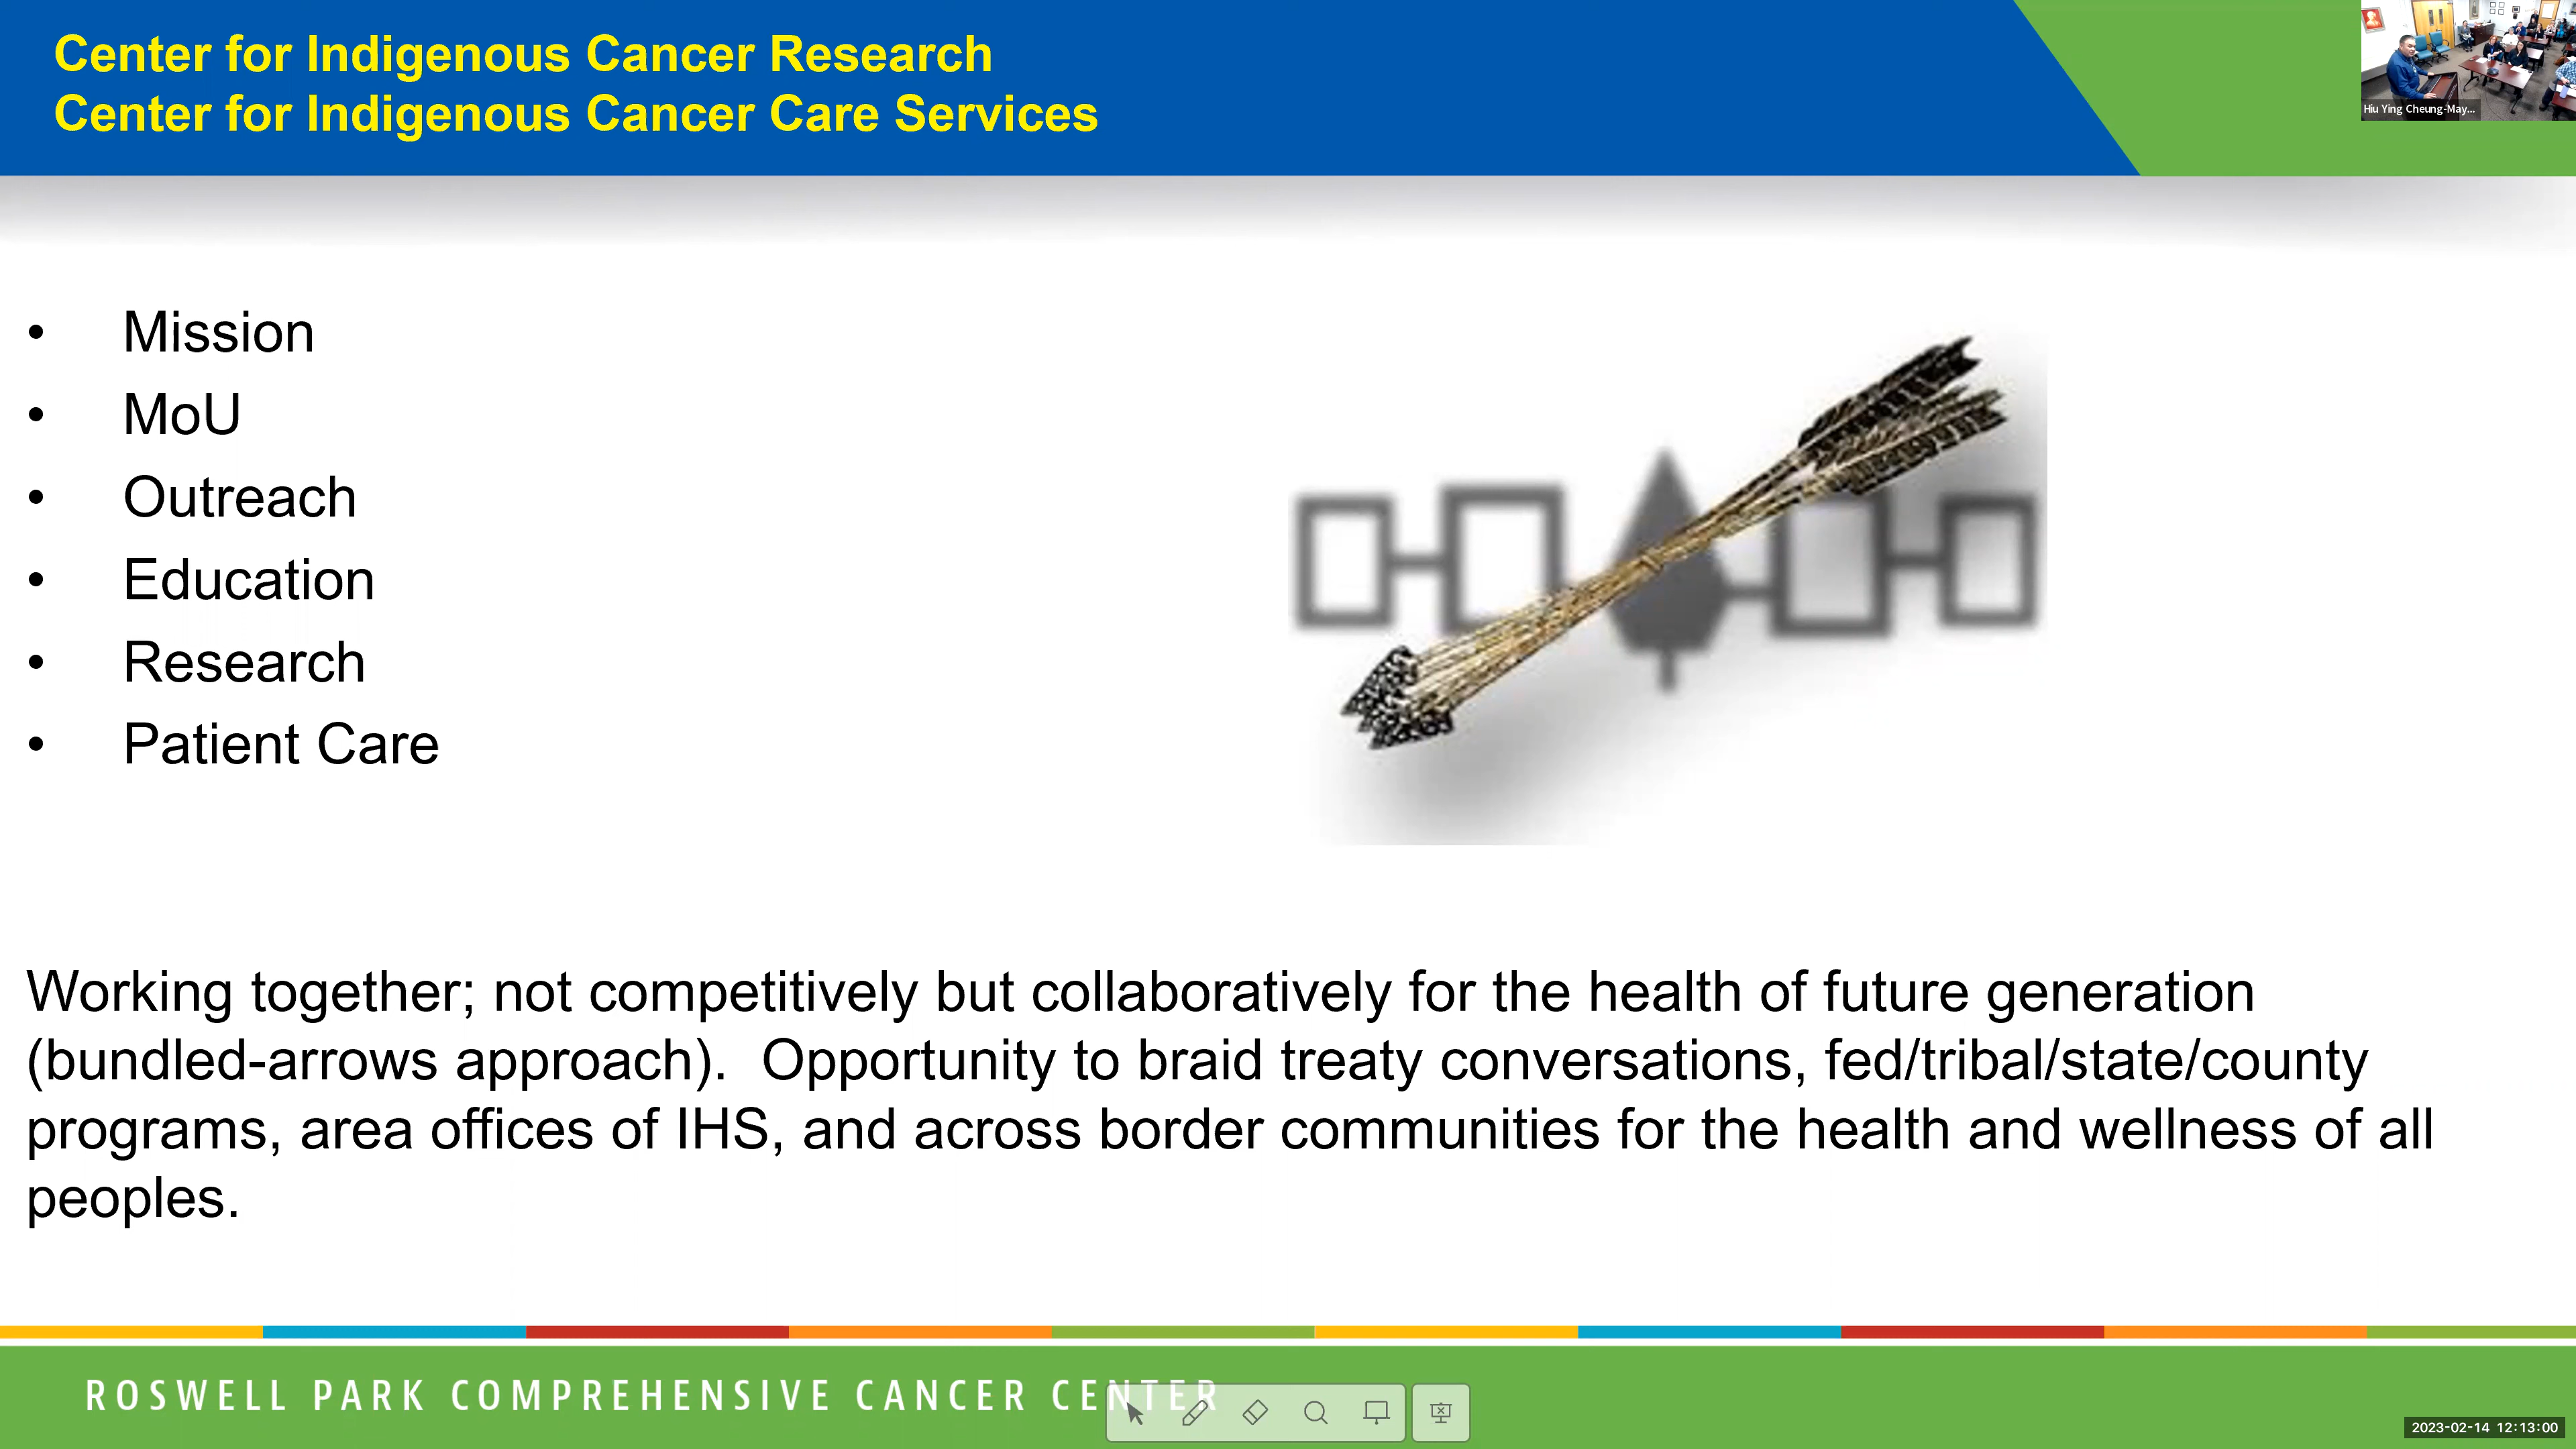 Center for Indigenous Cancer Research
Center for Indigenous Cancer Care Services
Hiu Ying Cheung-May...
• Mission
• MoU
• Outreach
• Education
• Research
• Patient Care
Working together; not competitively but collaboratively for the health of future generation
(bundled-arrows approach).  Opportunity to braid treaty conversations, fed/tribal/state/county
programs, area offices of IHS, and across border communities for the health and wellness of all
peoples.
ROSWELL PARK COMPREHENSIVE CANCER CENTER
2023-02-14 12:13:00